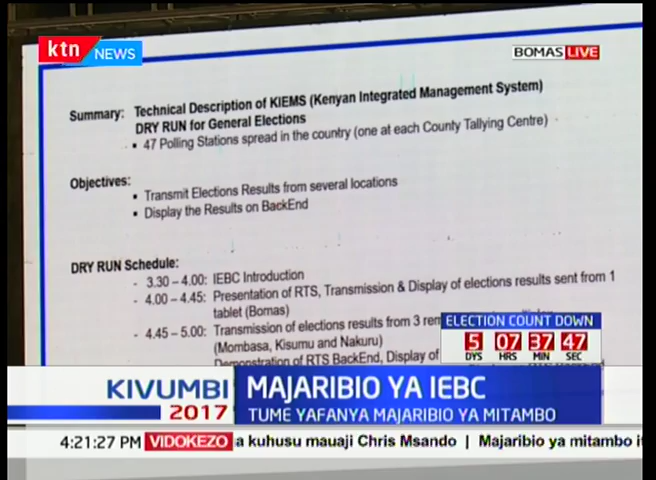 ktn NEWS
BOMAS LIVE
Summary: Technical Description of KIEMS (Kenyan Integrated Management System)
DRY RUN for General Elections
• 47 Polling Stations spread in the country (one at each County Tallying Centre)
Objectives:
• Transmit Elections Results from several locations
• Display the Results on BackEnd
DRY RUN Schedule:
- 3.30 – 4.00: IEBC Introduction
- 4.00 – 4.45: Presentation of RTS, Transmission & Display of elections results sent from 1
tablet (Bomas)
- 4.45 – 5.00: Transmission of elections results from 3
(Mombasa, Kisumu and Nakuru)
Demonstration of RTS BackEnd, Display of
ELECTION COUNT DOWN
5 07 37 47
DYS HRS MIN SEC
KIVUMBI
2017
MAJARIBIO YA IEBC
TUME YAFANYA MAJARIBIO YA MITAMBO
4:21:27 PM VIDOKEZO a kuhusu mauaji Chris Msando | Majaribio ya mitambo